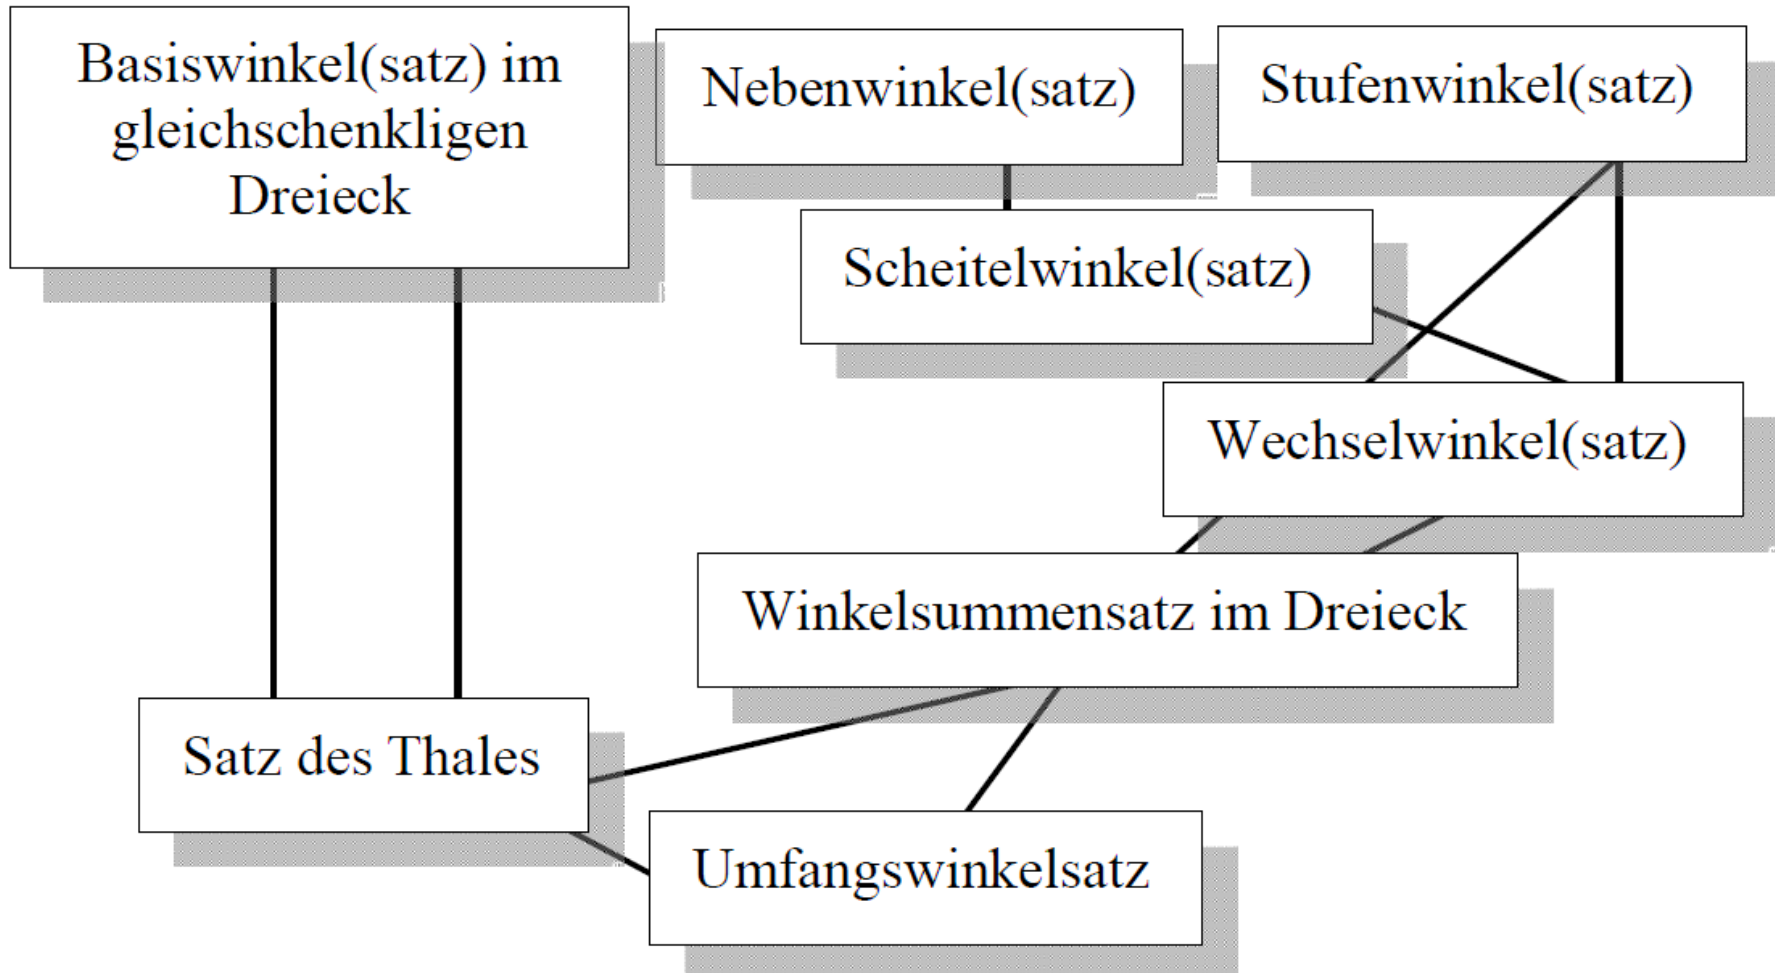 Basiswinkel(satz) im
gleichschenkligen
Dreieck
Nebenwinkel(satz)
Stufenwinkel(satz)
Scheitelwinkel(satz)
Wechselwinkel(satz)
Winkelsummensatz im Dreieck
Satz des Thales
Umfangswinkelsatz